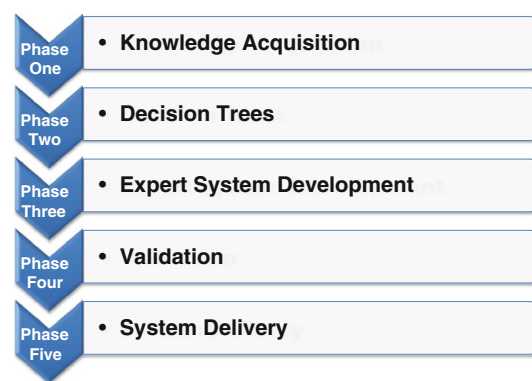 Phase
One
• Knowledge Acquisition
Phase
Two
• Decision Trees
Phase
Three
• Expert System Development
Phase
Four
• Validation
Phase
Five
• System Delivery